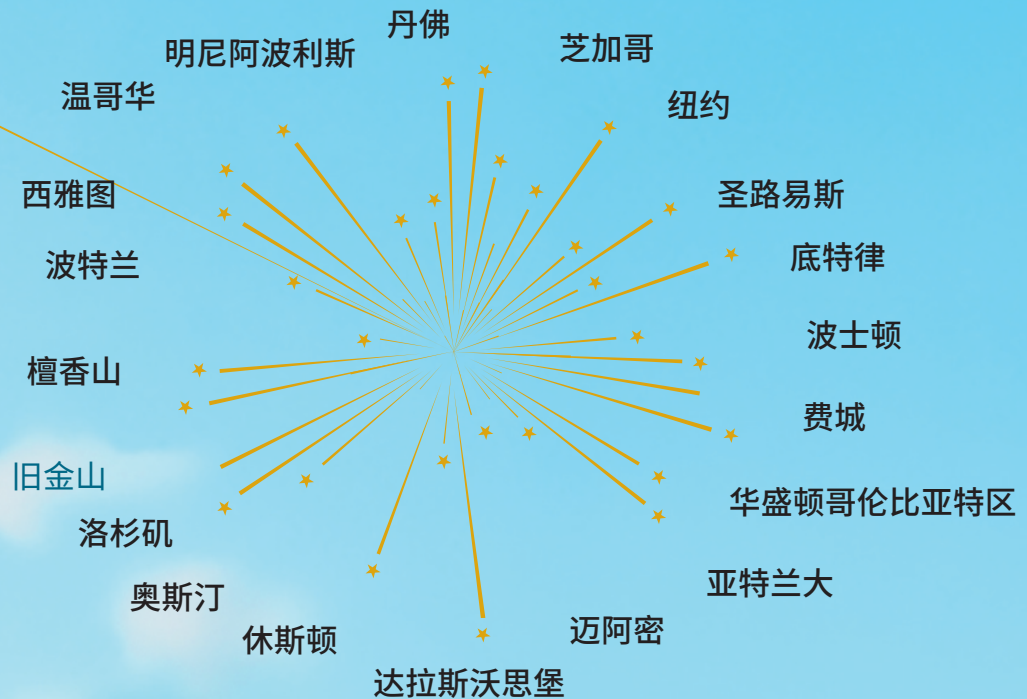 丹佛
明尼阿波利斯
芝加哥
温哥华
纽约
西雅图
圣路易斯
波特兰
底特律
波士顿
檀香山
费城
旧金山
华盛顿哥伦比亚特区
洛杉矶
亚特兰大
奥斯汀
迈阿密
休斯顿
达拉斯沃思堡